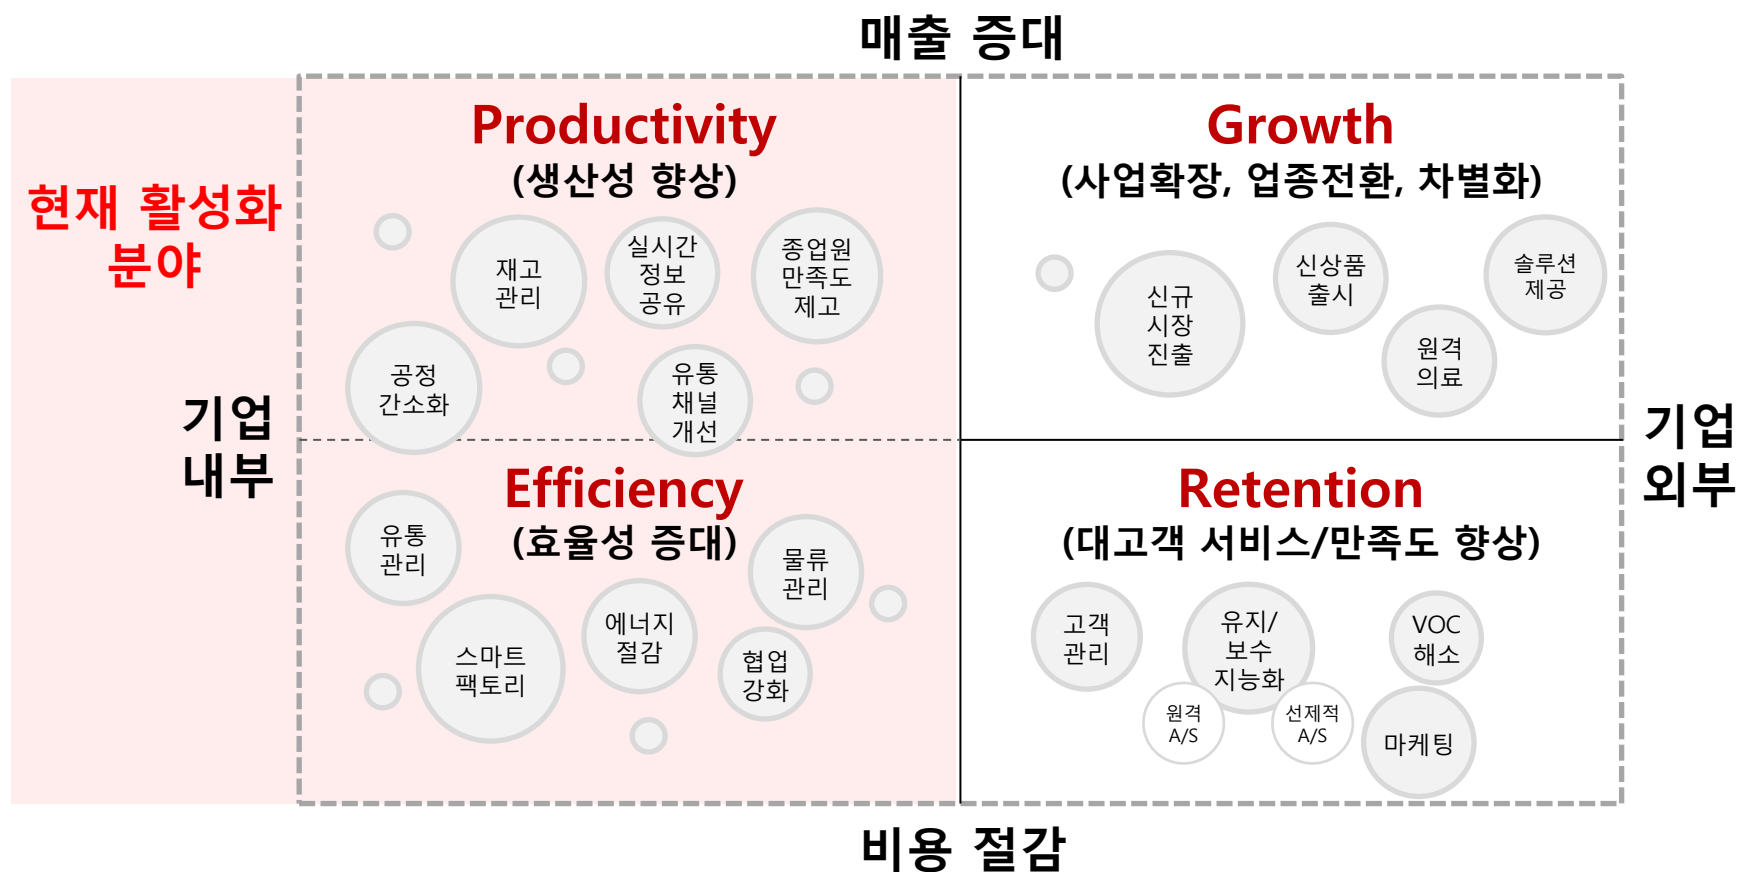 매출 증대
현재 활성화
분야
기업
내부
Productivity
(생산성 향상)
재고
관리
실시간
정보
공유
종업원
만족도
제고
공정
간소화
유통
채널
개선
Growth
(사업확장, 업종전환, 차별화)
신규
시장
진출
신상품
출시
원격
의료
솔루션
제공
기업
외부
Efficiency
(효율성 증대)
유통
관리
스마트
팩토리
에너지
절감
물류
관리
협업
강화
Retention
(대고객 서비스/만족도 향상)
고객
관리
유지/
보수
지능화
원격
A/S
선제적
A/S
VOC
해소
마케팅
비용 절감